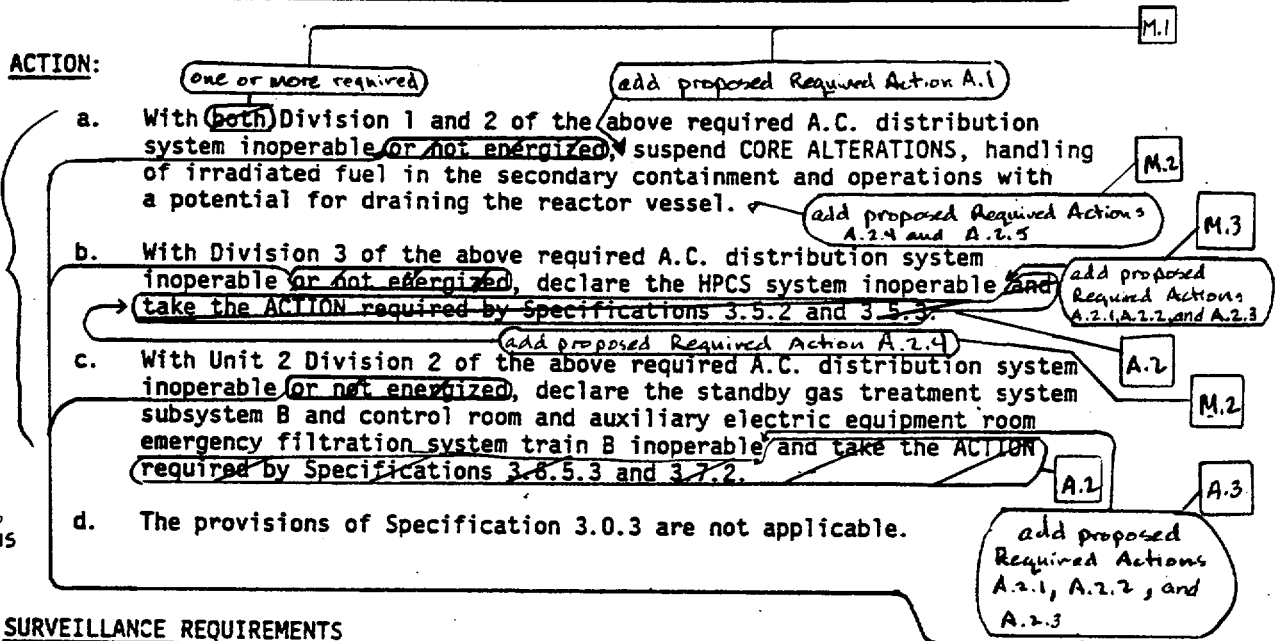 M.1
ACTION:
one or more required
add proposed Required Action A.1
a. With both Division 1 and 2 of the above required A.C. distribution
system inoperable or not energized, suspend CORE ALTERATIONS, handling
of irradiated fuel in the secondary containment and operations with
a potential for draining the reactor vessel.
M.2
add proposed Required Actions
A.2.4 and A.2.5
M.3
b. With Division 3 of the above required A.C. distribution system
inoperable or not energized, declare the HPCS system inoperable and
take the ACTION required by Specifications 3.5.2 and 3.5.3.
add proposed
Required Actions
A.2.1, A.2.2, and A.2.3
add proposed Required Action A.2.4
A.2
M.2
c. With Unit 2 Division 2 of the above required A.C. distribution system
inoperable or not energized, declare the standby gas treatment system
subsystem B and control room and auxiliary electric equipment room
emergency filtration system train B inoperable and take the ACTION
required by Specifications 3.6.5.3 and 3.7.2.
A.2
A.3
d. The provisions of Specification 3.0.3 are not applicable.
add proposed
Required Actions
A.2.1, A.2.2, and
A.2.3
SURVEILLANCE REQUIREMENTS